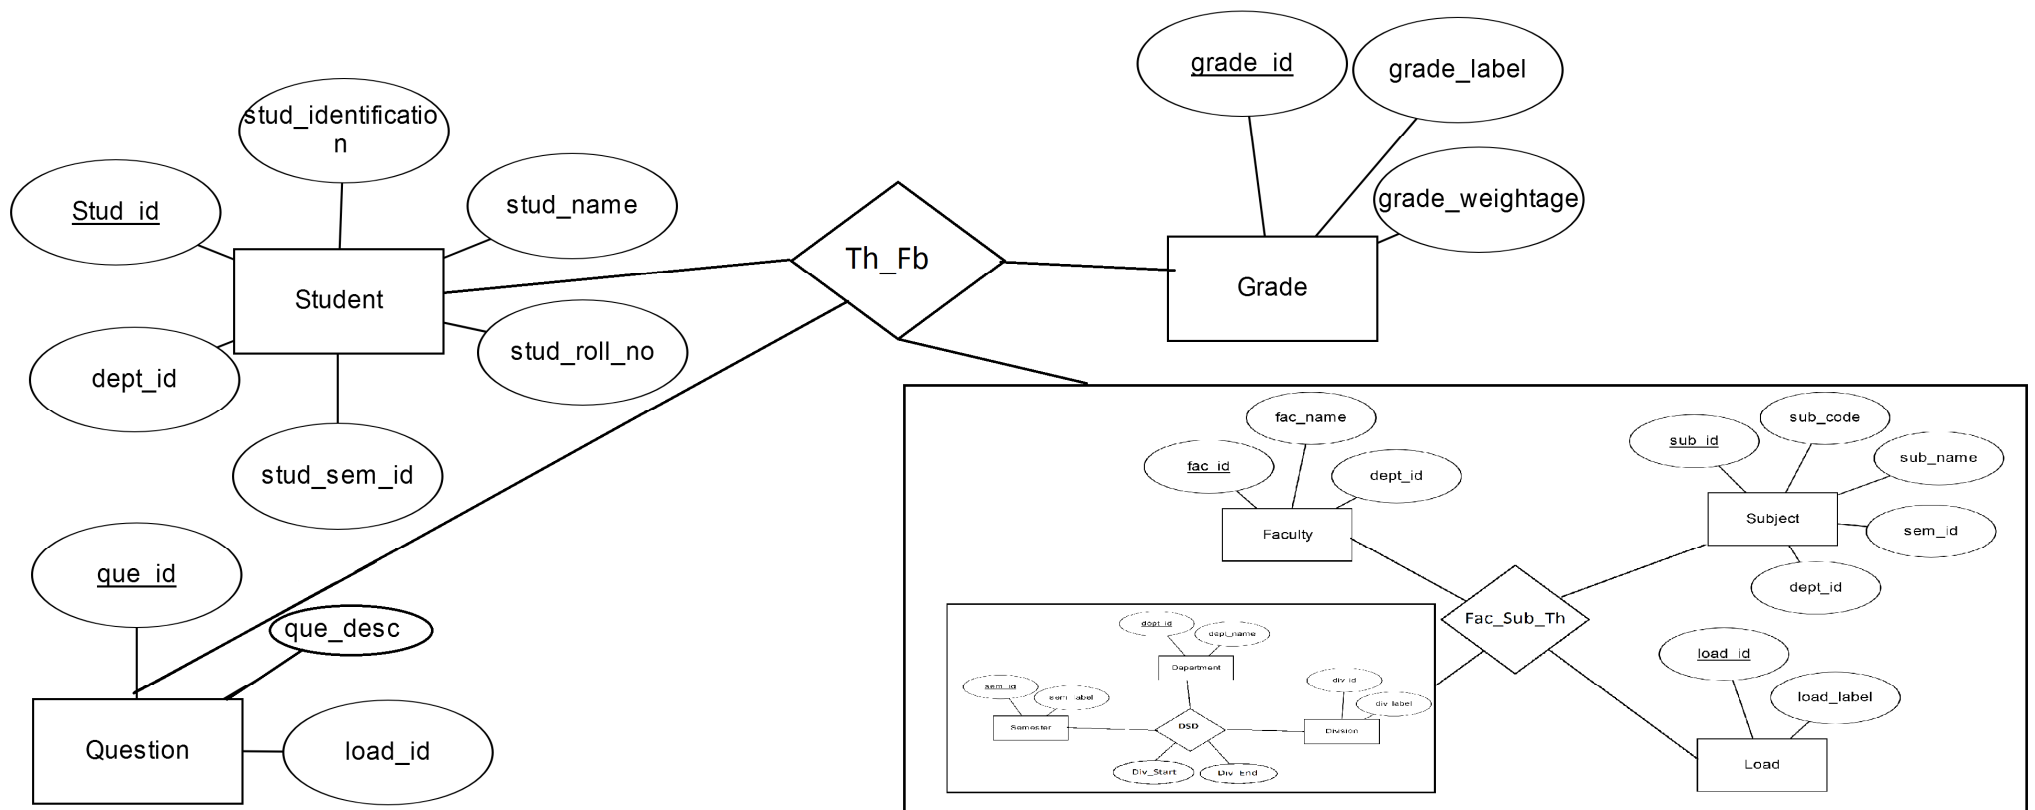 grade_id
grade_label
stud_identificatio
n
Stud_id
stud_name
grade_weightage
Th_Fb
Student
Grade
stud_roll_no
dept_id
stud_sem_id
que_id
que_desc
Question
load_id
fac_name
sub_code
sub_id
fac_id
sub_name
dept_id
Subject
sem_id
Faculty
dept_id
Fac_Sub_Th
dept_id
dept_name
load_id
Department
div_id
sem_id
sem_label
div_label
load_label
Semester
DSD
Division
Div_Start
Div_End
Load